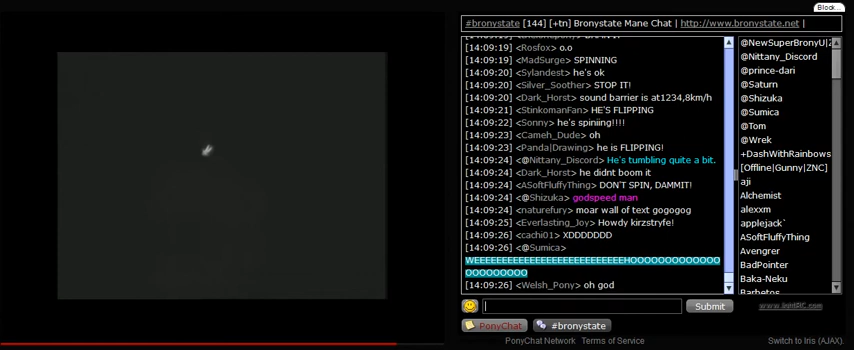 Block...
#bronystate [144] [+tn] Bronystate Mane Chat | http://www.bronystate.net |
[14:09:19] <Rosfox> o.o
[14:09:19] <MadSurge> SPINNING
[14:09:20] <Sylandest> he's ok
[14:09:20] <Silver_Soother> STOP IT!
[14:09:20] <Dark_Horst> sound barrier is at1234,8km/h
[14:09:21] <StinkomanFan> HE'S FLIPPING
[14:09:22] <Sonny> he's spiniing!!!!
[14:09:23] <Cameh_Dude> oh
[14:09:23] <Panda|Drawing> he is FLIPPING!
[14:09:24] <@Nittany_Discord> He's tumbling quite a bit.
[14:09:24] <Dark_Horst> he didnt boom it
[14:09:24] <ASoftFluffyThing> DON'T SPIN, DAMMIT!
[14:09:24] <@Shizuka> godspeed man
[14:09:24] <naturefury> moar wall of text gogogog
[14:09:25] <Everlasting_Joy> Howdy kirzstryfe!
[14:09:26] <cachi01> XDDDDDDD
[14:09:26] <@Sumica>
WEEEEEEEEEEEEEEEEEEEEEEEEEEHOOOOOOOOOOOOO
OOOOOOOOO
[14:09:26] <Welsh_Pony> oh god
@NewSuperBronyU|2
@Nittany_Discord
@prince-dari
@Saturn
@Shizuka
@Sumica
@Tom
@Wrek
+DashWithRainbows
[Offline|Gunny|ZNC]
aji
Alchemist
alexxm
applejack`
ASoftFluffyThing
Avengrer
BadPointer
Baka-Neku
Barbetos
Submit
PonyChat
#bronystate
PonyChat Network Terms of Service
Switch to Iris (AJAX).